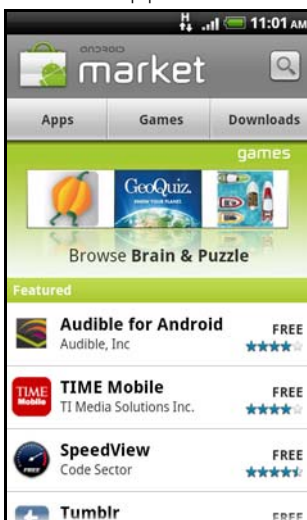 H 11:01 AM
ANDROID
market
Apps Games Downloads
games
GeoQuiz.
Browse Brain & Puzzle
Featured
Audible for Android FREE
Audible, Inc
TIME Mobile
TIME Mobile FREE
TI Media Solutions Inc.
SpeedView FREE
FREE Code Sector
Tumblr FREE